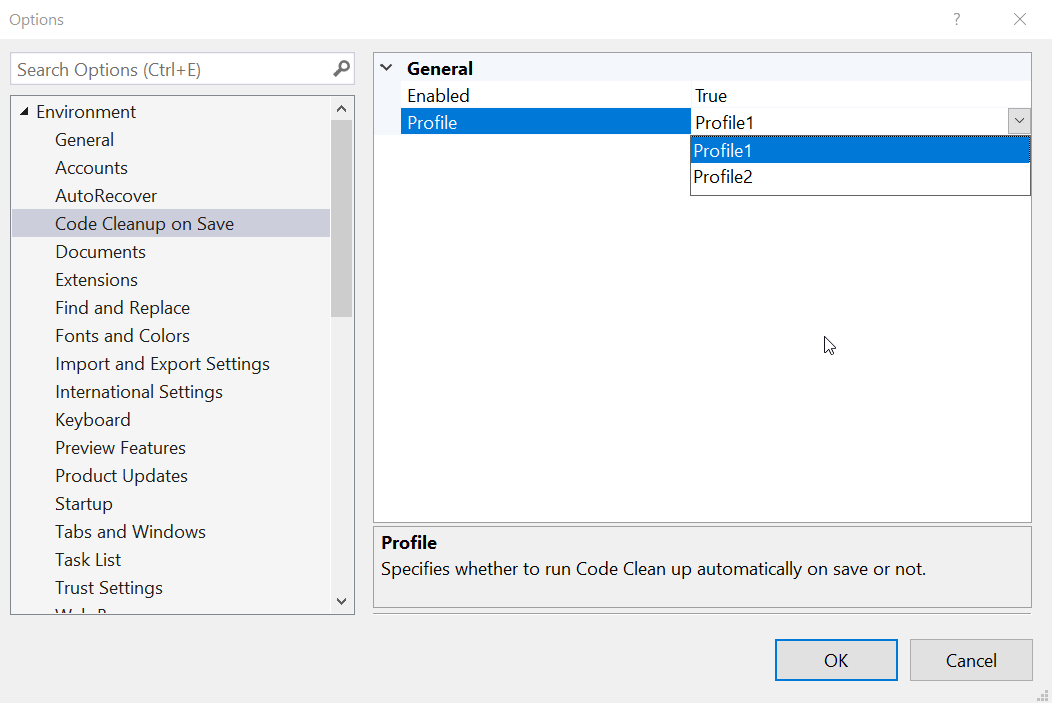 Options
?
Search Options (Ctrl+E)
Environment
General
Accounts
AutoRecover
Code Cleanup on Save
Documents
Extensions
Find and Replace
Fonts and Colors
Import and Export Settings
International Settings
Keyboard
Preview Features
Product Updates
Startup
Tabs and Windows
Task List
Trust Settings
General
Enabled True
Profile Profile1
Profile1
Profile2
Profile
Specifies whether to run Code Clean up automatically on save or not.
OK Cancel